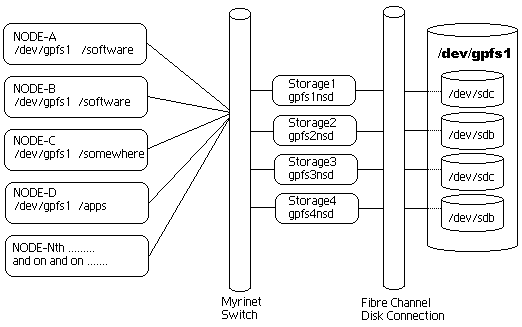 NODE-A
/dev/gpfs1 /software
NODE-B
/dev/gpfs1 /software
NODE-C
/dev/gpfs1 /somewhere
NODE-D
/dev/gpfs1 /apps
NODE-Nth .........
and on and on .......
Storage1
gpfs1nsd
Storage2
gpfs2nsd
Storage3
gpfs3nsd
Storage4
gpfs4nsd
/dev/gpfs1
/dev/sdc
/dev/sdb
/dev/sdc
/dev/sdb
Myrinet
Switch
Fibre Channel
Disk Connection